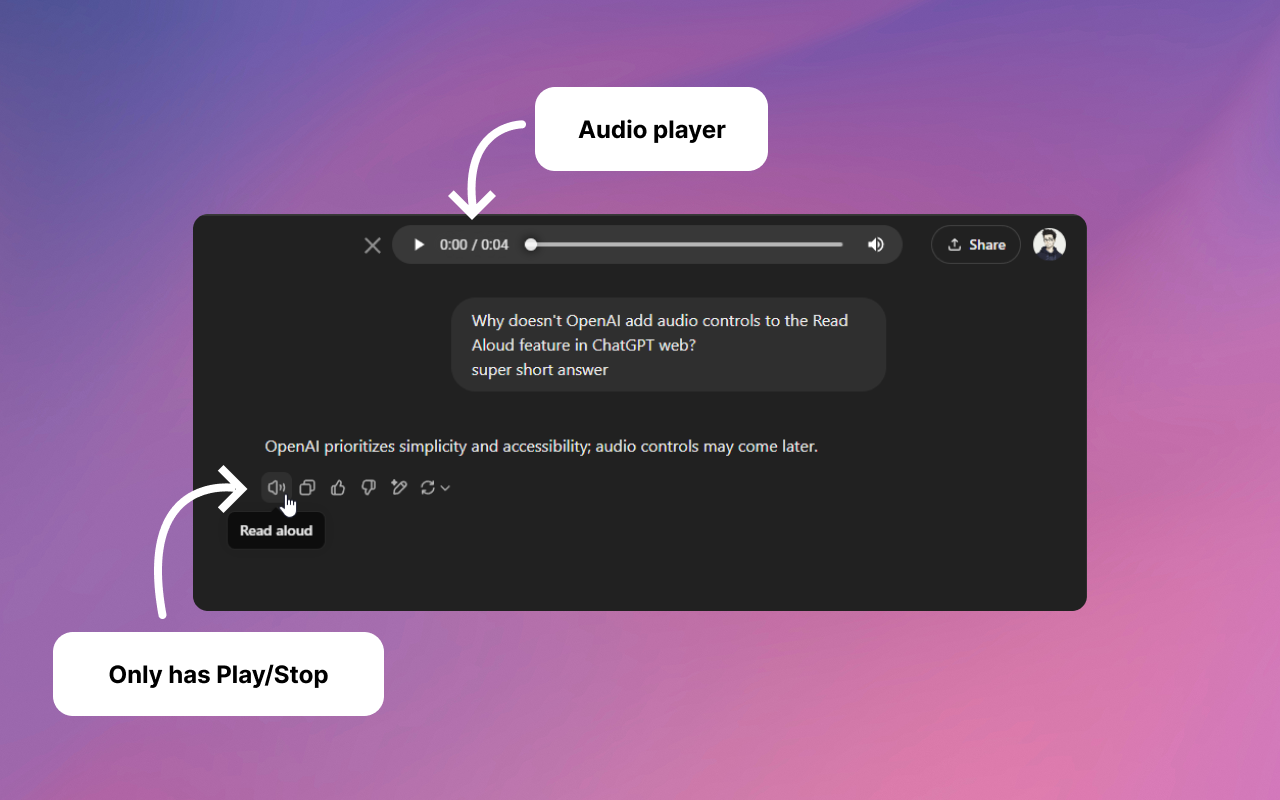 Audio player
0:00 / 0:04
Share
Why doesn't OpenAI add audio controls to the Read
Aloud feature in ChatGPT web?
super short answer
OpenAI prioritizes simplicity and accessibility; audio controls may come later.
Read aloud
Only has Play/Stop